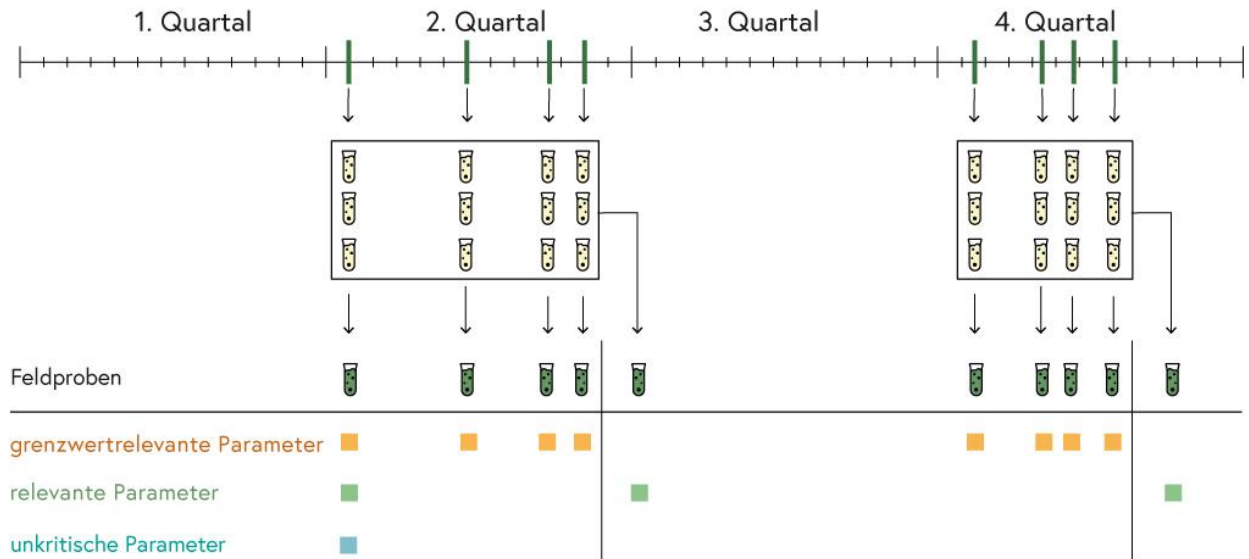 1. Quartal 2. Quartal 3. Quartal 4. Quartal
Feldproben
grenzwertrelevante Parameter
relevante Parameter
unkritische Parameter